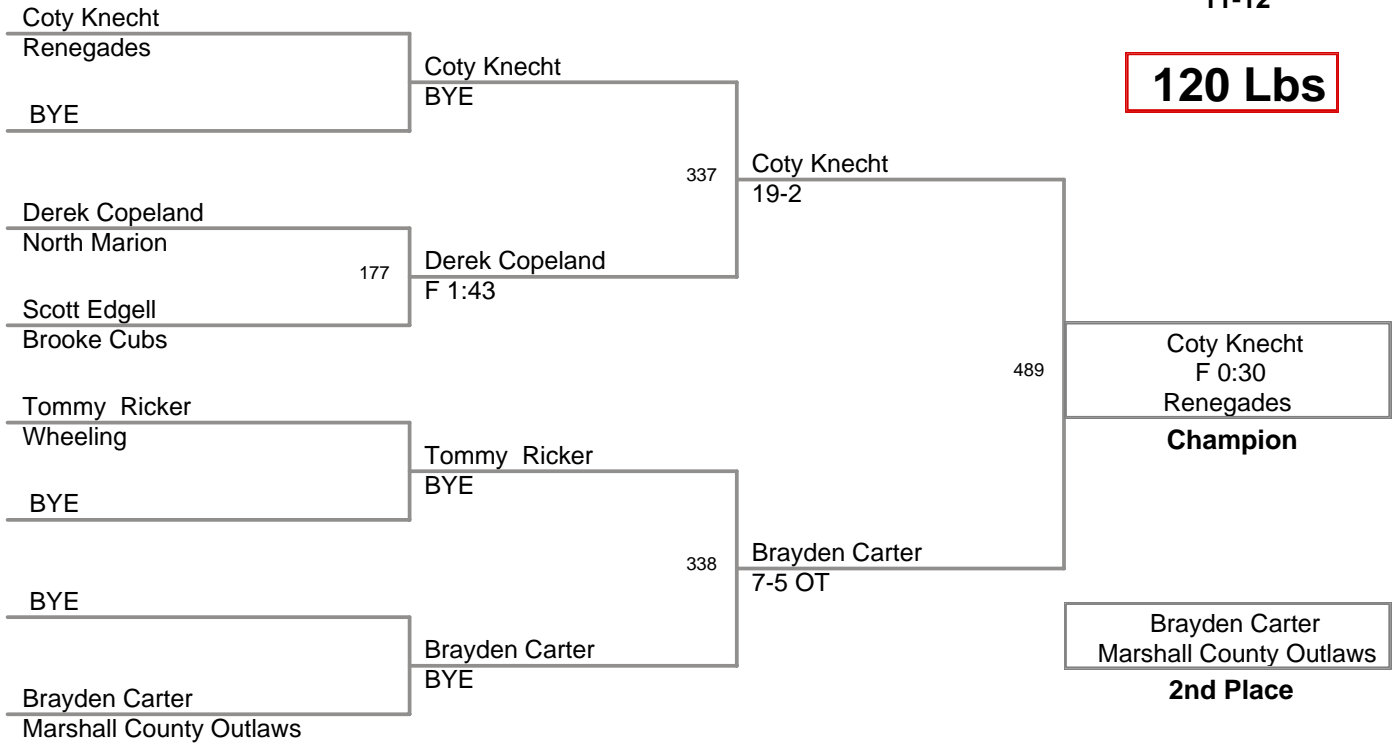 11-12
120 Lbs
Coty Knecht
Renegades
BYE
Derek Copeland
North Marion
177
Scott Edgell
Brooke Cubs
Tommy  Ricker
Wheeling
BYE
BYE
Brayden Carter
Marshall County Outlaws
Coty Knecht
BYE
337
Derek Copeland
F 1:43
Tommy  Ricker
BYE
338
Brayden Carter
BYE
Coty Knecht
19-2
489
Brayden Carter
7-5 OT
Coty Knecht
F 0:30
Renegades
Champion
Brayden Carter
Marshall County Outlaws
2nd Place